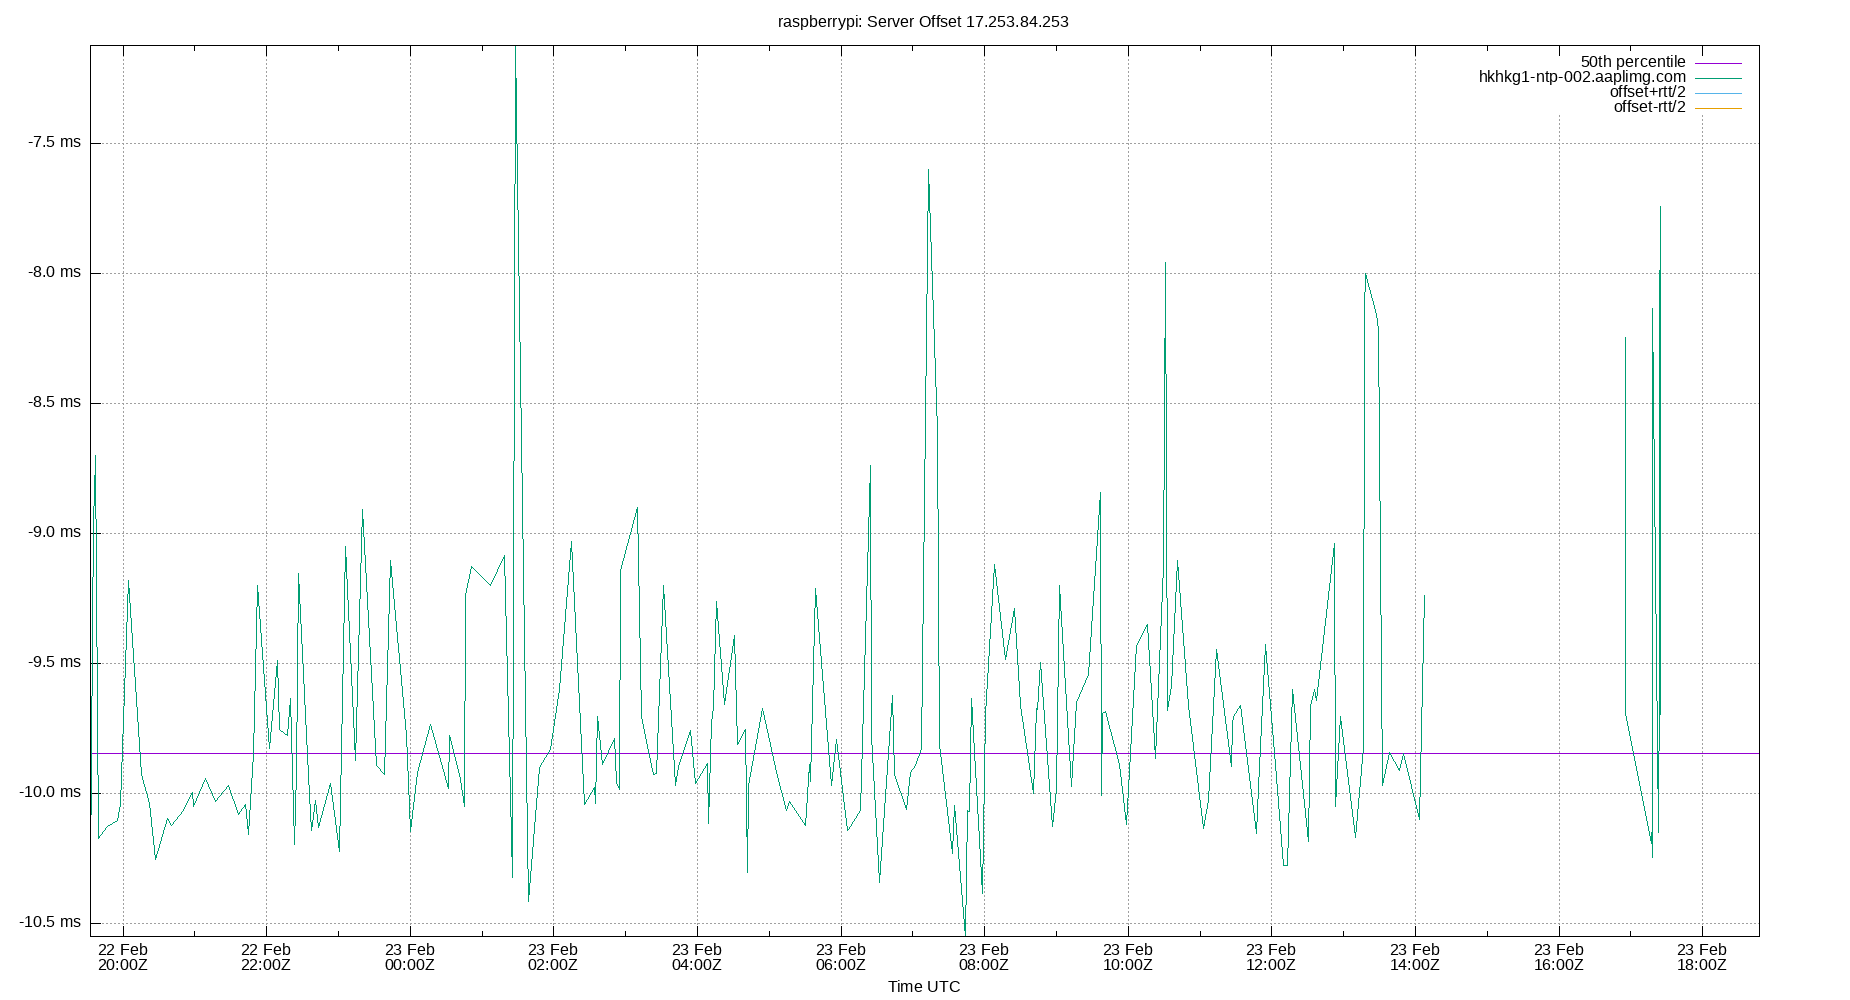 raspberrypi: Server Offset 17.253.84.253
50th percentile
hkhkg1-ntp-002.aaplimg.com
offset+rtt/2
offset-rtt/2
-7.5 ms
-8.0 ms
-8.5 ms
-9.0 ms
-9.5 ms
-10.0 ms
-10.5 ms
22 Feb 22 Feb 23 Feb 23 Feb 23 Feb 23 Feb 23 Feb 23 Feb 23 Feb 23 Feb 23 Feb 23 Feb
20:00Z 22:00Z 00:00Z 02:00Z 04:00Z 06:00Z 08:00Z 10:00Z 12:00Z 14:00Z 16:00Z 18:00Z
Time UTC